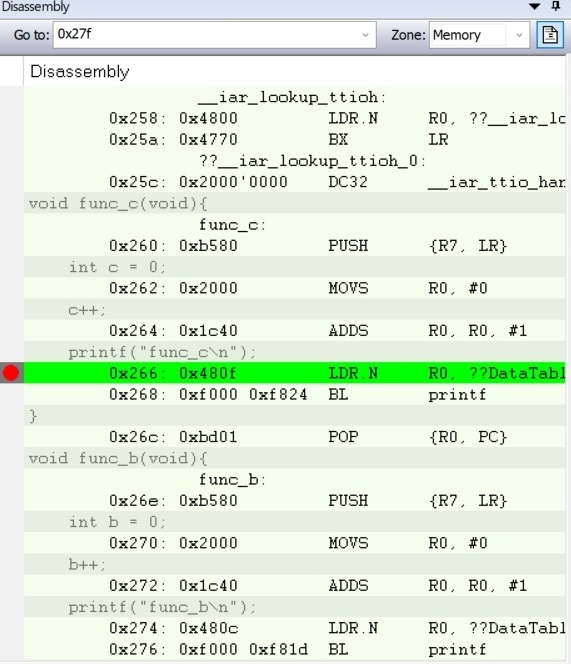 Disassembly
Go to: 0x27f Zone: Memory
Disassembly
__iar_lookup_ttioh:
0x258: 0x4800 LDR.N R0, ??__iar_lo
0x25a: 0x4770 BX LR
??__iar_lookup_ttioh_0:
0x25c: 0x2000'0000 DC32 __iar_ttio_han
void func_c(void){
func_c:
0x260: 0xb580 PUSH {R7, LR}
int c = 0;
0x262: 0x2000 MOVS R0, #0
c++;
0x264: 0x1c40 ADDS R0, R0, #1
printf("func_c\n");
0x266: 0x480f LDR.N R0, ??DataTabl
0x268: 0xf000 0xf824 BL printf
}
0x26c: 0xbd01 POP {R0, PC}
void func_b(void){
func_b:
0x26e: 0xb580 PUSH {R7, LR}
int b = 0;
0x270: 0x2000 MOVS R0, #0
b++;
0x272: 0x1c40 ADDS R0, R0, #1
printf("func_b\n");
0x274: 0x480c LDR.N R0, ??DataTabl
0x276: 0xf000 0xf81d BL printf